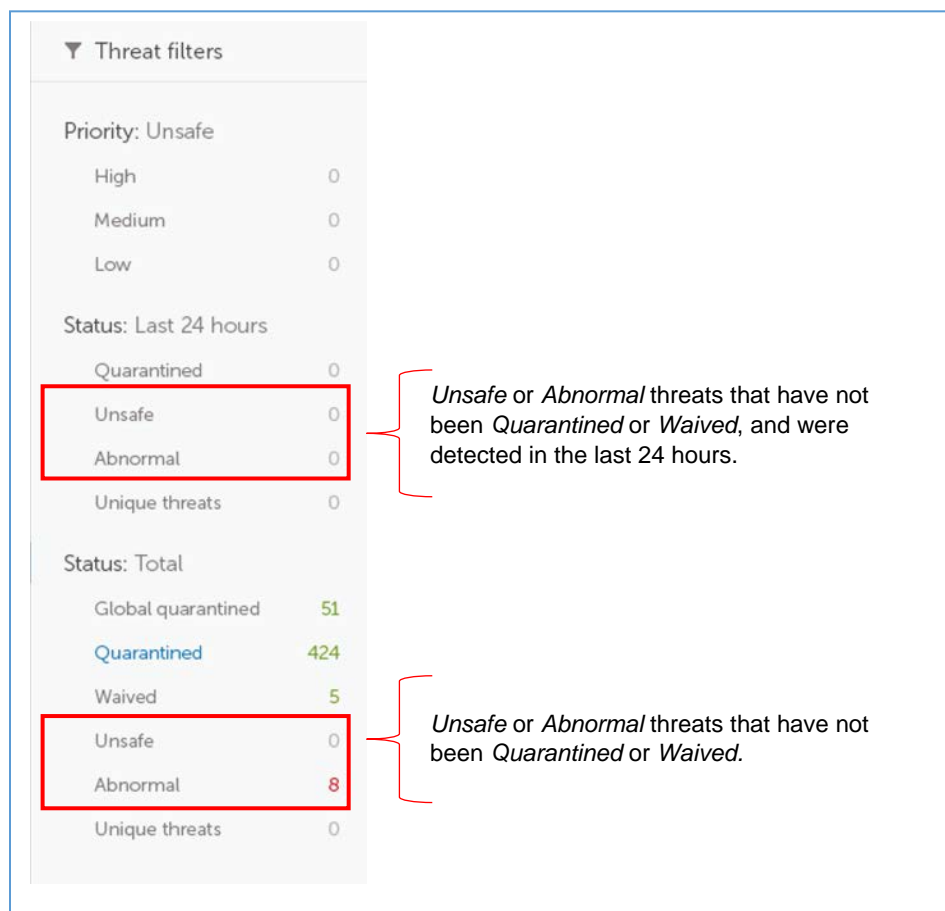 Threat filters
Priority: Unsafe
High 0
Medium 0
Low 0
Status: Last 24 hours
Quarantined 0
Unsafe 0
Abnormal 0
Unique threats 0
Unsafe or Abnormal threats that have not
been Quarantined or Waived, and were
detected in the last 24 hours.
Status: Total
Global quarantined 51
Quarantined 424
Waived 5
Unsafe 0
Abnormal 8
Unique threats 0
Unsafe or Abnormal threats that have not
been Quarantined or Waived.